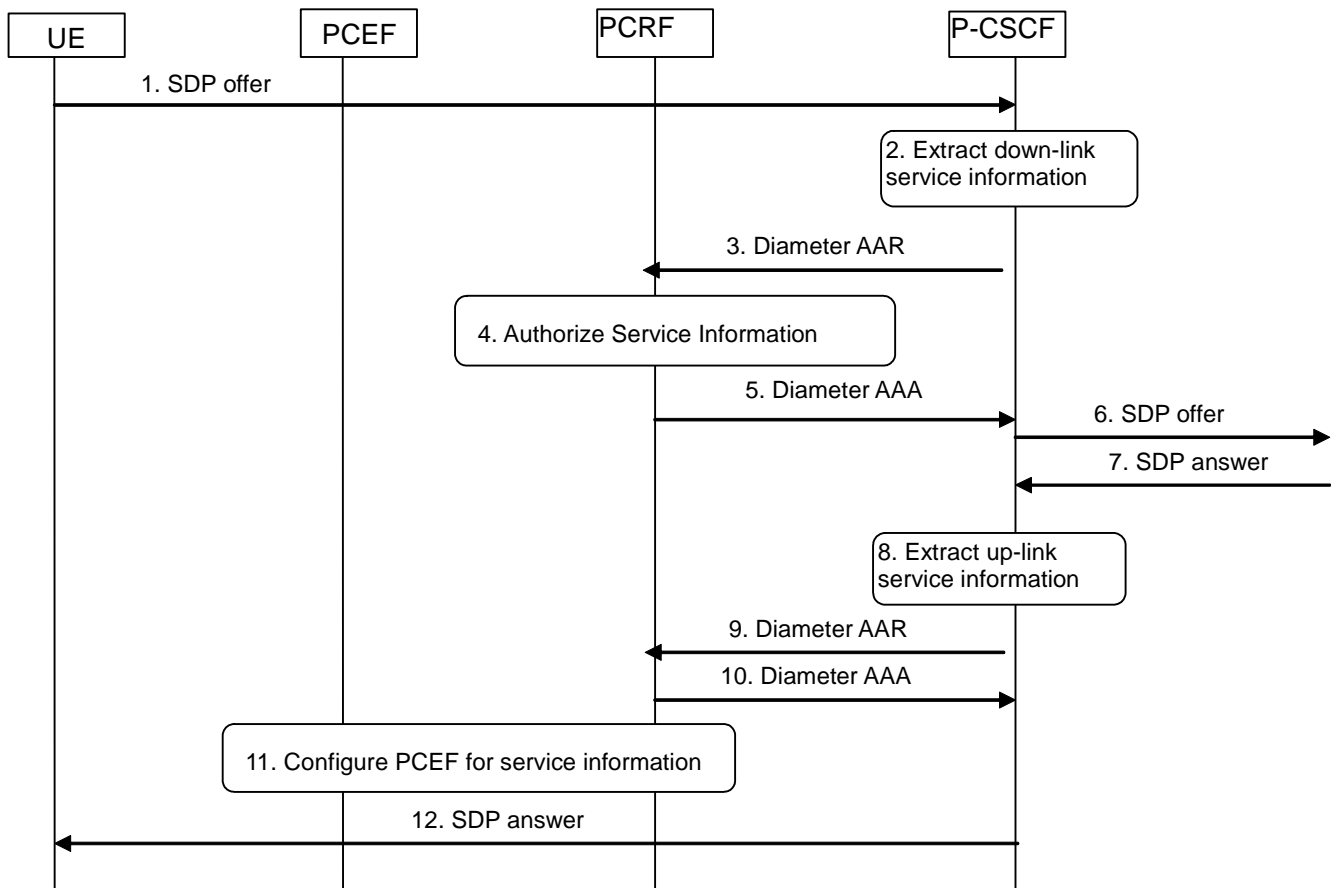 UE
PCEF
PCRF
P-CSCF
1. SDP offer
2. Extract down-link
service information
3. Diameter AAR
4. Authorize Service Information
5. Diameter AAA
6. SDP offer
7. SDP answer
8. Extract up-link
service information
9. Diameter AAR
10. Diameter AAA
11. Configure PCEF for service information
12. SDP answer